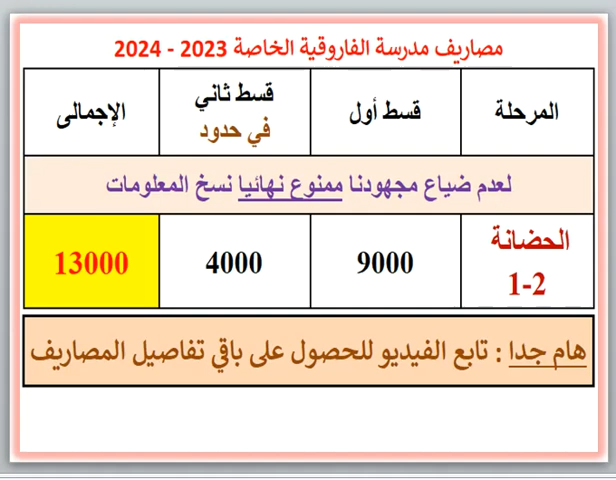 مصاريف مدرسة الفاروقية الخاصة 2023 - 2024
المرحلة قسط أول قسط ثاني في حدود الإجمالى
لعدم ضياع مجهودنا ممنوع نهائيا نسخ المعلومات
الحضانة 1-2 9000 4000 13000
هام جدا : تابع الفيديو للحصول على باقي تفاصيل المصاريف